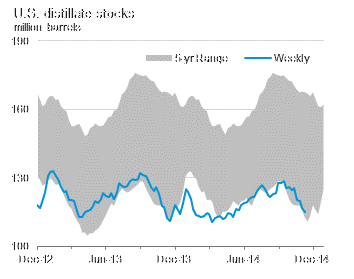 U.S. distillate stocks
million barrels
190
5-yr Range
Weekly
160
130
100
Dec-12
Jun-13
Dec-13
Jun-14
Dec-14